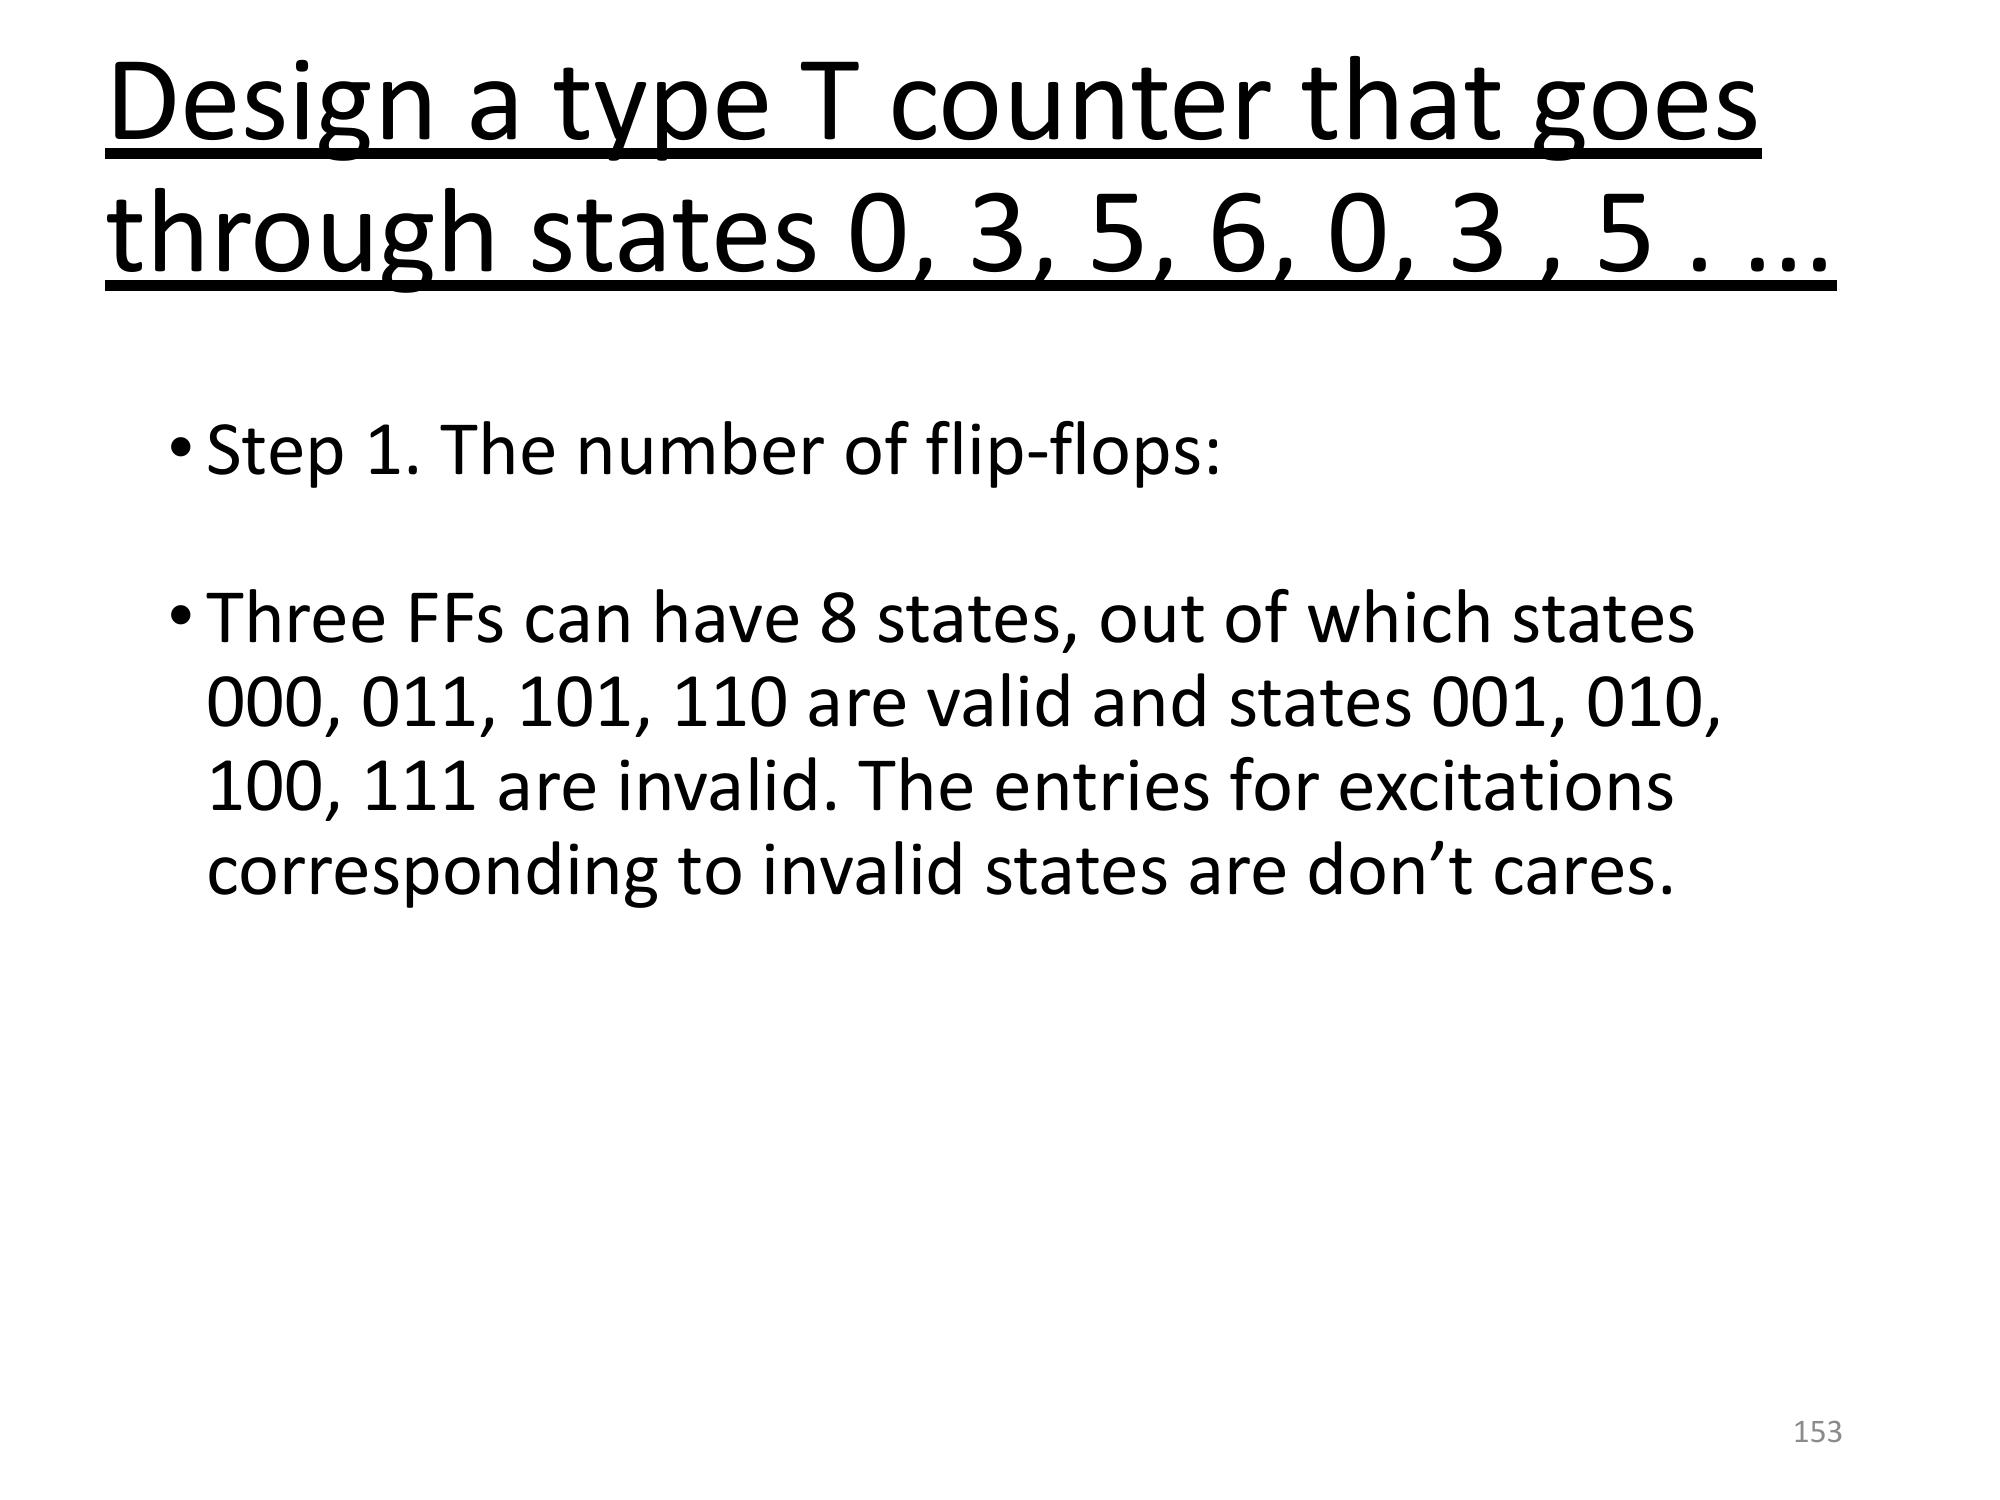 Design a type T counter that goes
through states 0, 3, 5, 6, 0, 3 , 5 . …
• Step 1. The number of flip-flops:
• Three FFs can have 8 states, out of which states
000, 011, 101, 110 are valid and states 001, 010,
100, 111 are invalid. The entries for excitations
corresponding to invalid states are don’t cares.
153